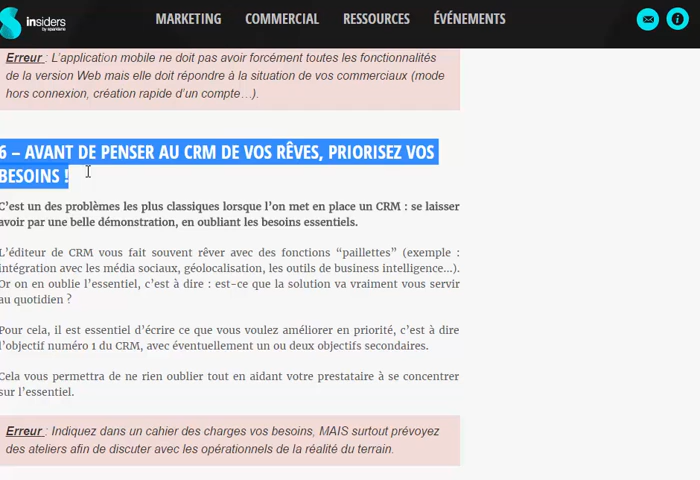 insiders
MARKETING COMMERCIAL RESSOURCES ÉVÉNEMENTS
Erreur : L’application mobile ne doit pas avoir forcément toutes les fonctionnalités
de la version Web mais elle doit répondre à la situation de vos commerciaux (mode
hors connexion, création rapide d’un compte…).
6 – AVANT DE PENSER AU CRM DE VOS RÊVES, PRIORISEZ VOS
BESOINS !
C’est un des problèmes les plus classiques lorsque l’on met en place un CRM : se laisser
avoir par une belle démonstration, en oubliant les besoins essentiels.
L’éditeur de CRM vous fait souvent rêver avec des fonctions “paillettes” (exemple :
intégration avec les média sociaux, géolocalisation, les outils de business intelligence…).
Or on en oublie l’essentiel, c’est à dire : est-ce que la solution va vraiment vous servir
au quotidien ?
Pour cela, il est essentiel d’écrire ce que vous voulez améliorer en priorité, c’est à dire
l’objectif numéro 1 du CRM, avec éventuellement un ou deux objectifs secondaires.
Cela vous permettra de ne rien oublier tout en aidant votre prestataire à se concentrer
sur l’essentiel.
Erreur : Indiquez dans un cahier des charges vos besoins, MAIS surtout prévoyez
des ateliers afin de discuter avec les opérationnels de la réalité du terrain.